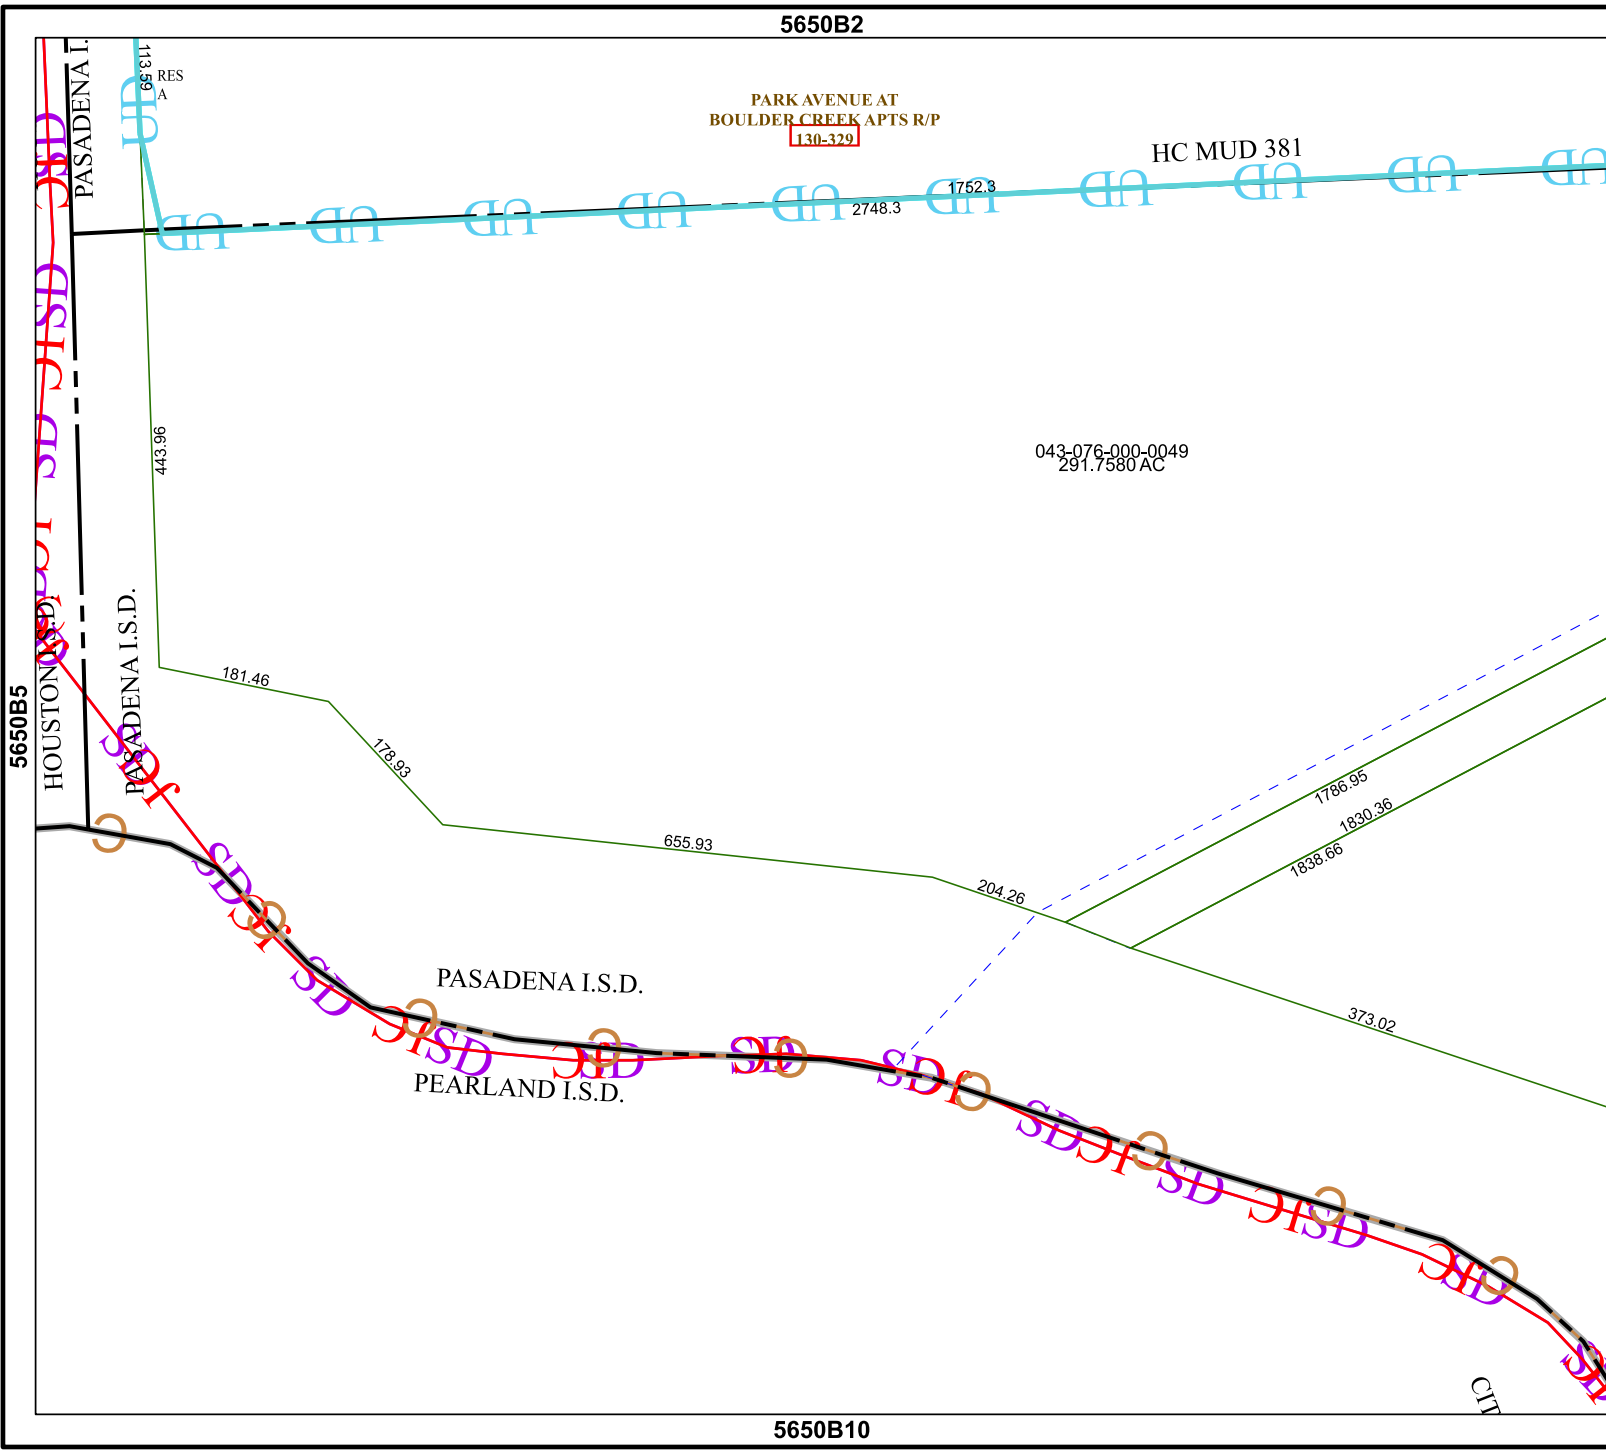 5650B2
PASADENA I.
113.59
RES
A
PARK AVENUE AT
BOULDER CREEK APTS R/P
130-329
HC MUD 381
1752.3
2748.3
443.96
043-076-000-0049
291.7580 AC
HOUSTON I.S.D.
PASADENA I.S.D.
5650B5
181.46
178.93
655.93
204.26
1786.95
1830.36
1838.66
373.02
PASADENA I.S.D.
PEARLAND I.S.D.
CIT
5650B10